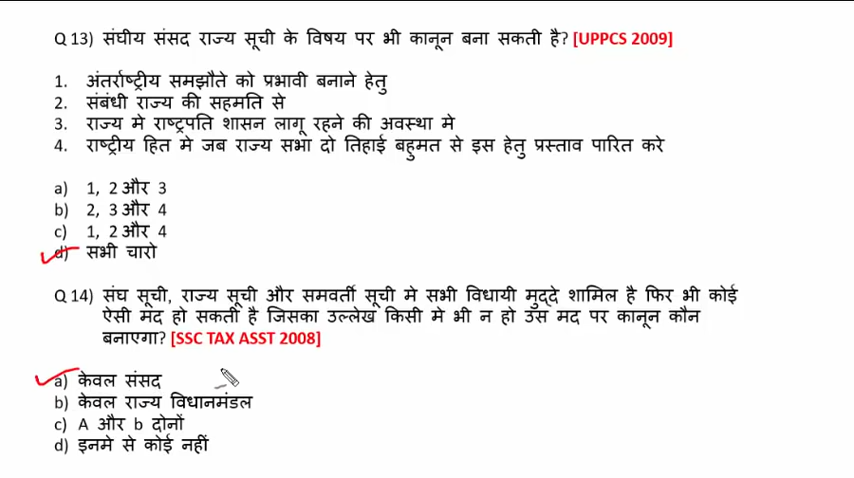 Q 13) संघीय संसद राज्य सूची के विषय पर भी कानून बना सकती है? [UPPCS 2009]
1. अंतर्राष्ट्रीय समझौते को प्रभावी बनाने हेतु
2. संबंधी राज्य की सहमति से
3. राज्य मे राष्ट्रपति शासन लागू रहने की अवस्था मे
4. राष्ट्रीय हित मे जब राज्य सभा दो तिहाई बहुमत से इस हेतु प्रस्ताव पारित करे
a) 1, 2 और 3
b) 2, 3 और 4
c) 1, 2 और 4
d) सभी चारो
Q 14) संघ सूची, राज्य सूची और समवर्ती सूची मे सभी विधायी मुद्दे शामिल है फिर भी कोई
ऐसी मद हो सकती है जिसका उल्लेख किसी मे भी न हो उस मद पर कानून कौन
बनाएगा? [SSC TAX ASST 2008]
a) केवल संसद
b) केवल राज्य विधानमंडल
c) A और b दोनों
d) इनमे से कोई नहीं